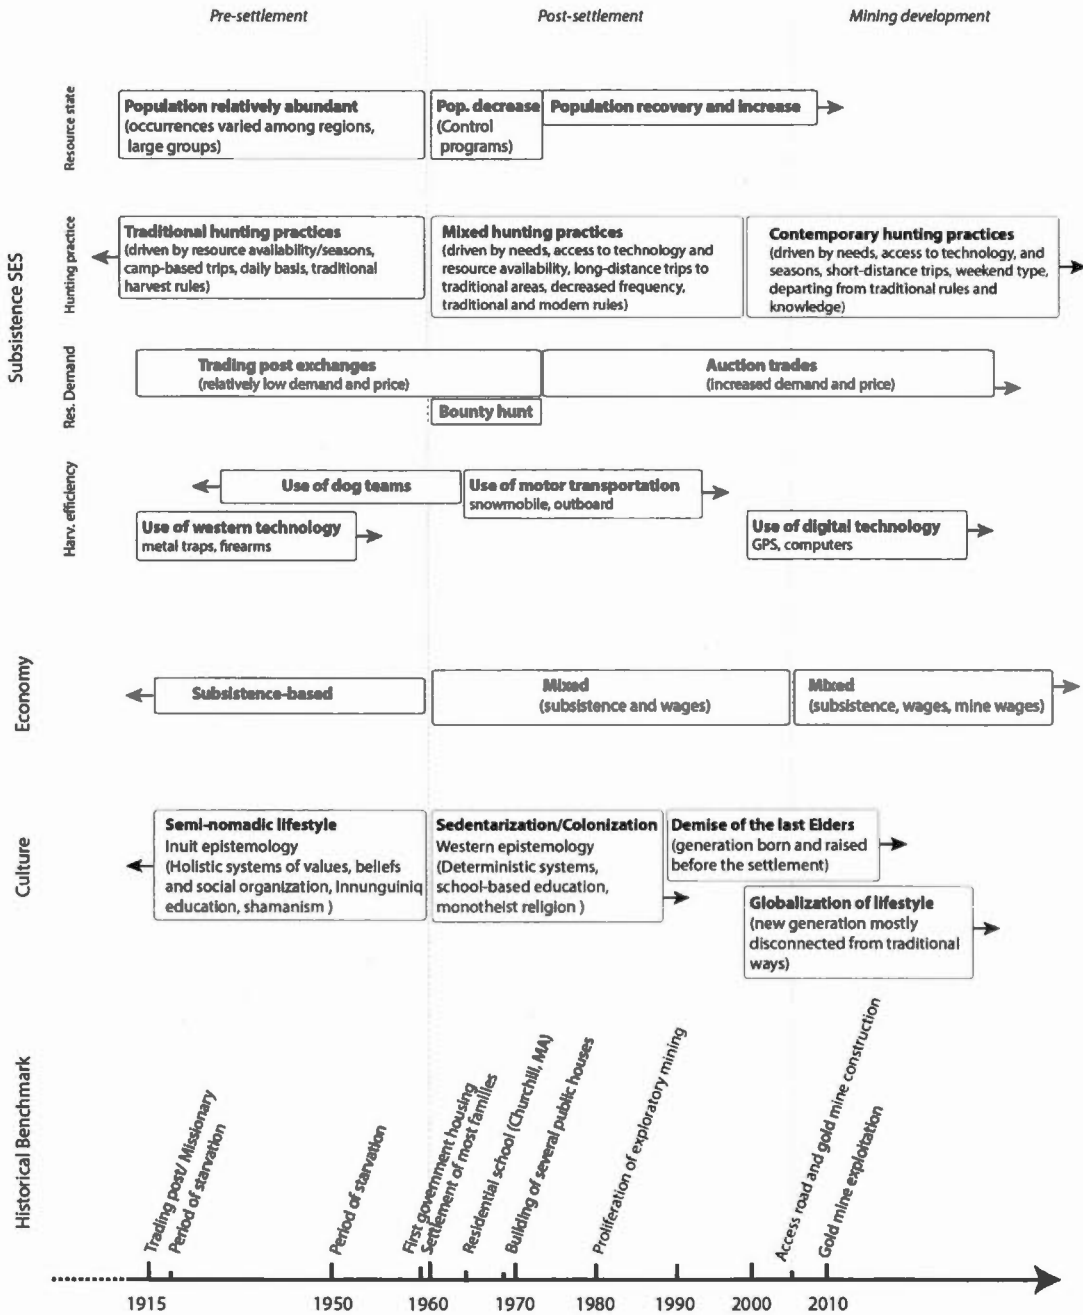 Pre-settlement
Post-settlement
Mining development
Subsistence SES
Resource state
Population relatively abundant
(occurrences varied among regions,
large groups)
Pop. decrease
(Control
programs)
Population recovery and increase
Hunting practice
Traditional hunting practices
(driven by resource availability/seasons,
camp-based trips, daily basis, traditional
harvest rules)
Mixed hunting practices
(driven by needs, access to technology and
resource availability, long-distance trips to
traditional areas, decreased frequency,
traditional and modern rules)
Contemporary hunting practices
(driven by needs, access to technology, and
seasons, short-distance trips, weekend type,
departing from traditional rules and
knowledge)
Res. Demand
Trading post exchanges
(relatively low demand and price)
Auction trades
(increased demand and price)
Bounty hunt
Harv. efficiency
Use of dog teams
Use of motor transportation
snowmobile, outboard
Use of western technology
metal traps, firearms
Use of digital technology
GPS, computers
Economy
Subsistence-based
Mixed
(subsistence and wages)
Mixed
(subsistence, wages, mine wages)
Culture
Semi-nomadic lifestyle
Inuit epistemology
(Holistic systems of values, beliefs
and social organization, Innunguiniq
education, shamanism )
Sedentarization/Colonization
Western epistemology
(Deterministic systems,
school-based education,
monotheist religion )
Demise of the last Elders
(generation born and raised
before the settlement)
Globalization of lifestyle
(new generation mostly
disconnected from traditional
ways)
Historical Benchmark
Trading post/ Missionary
Period of starvation
Period of starvation
First government housing
Settlement of most families
Residential school (Churchill, MA)
Building of several public houses
Proliferation of exploratory mining
Access road and gold mine construction
Gold mine exploitation
1915
1950
1960
1970
1980
1990
2000
2010